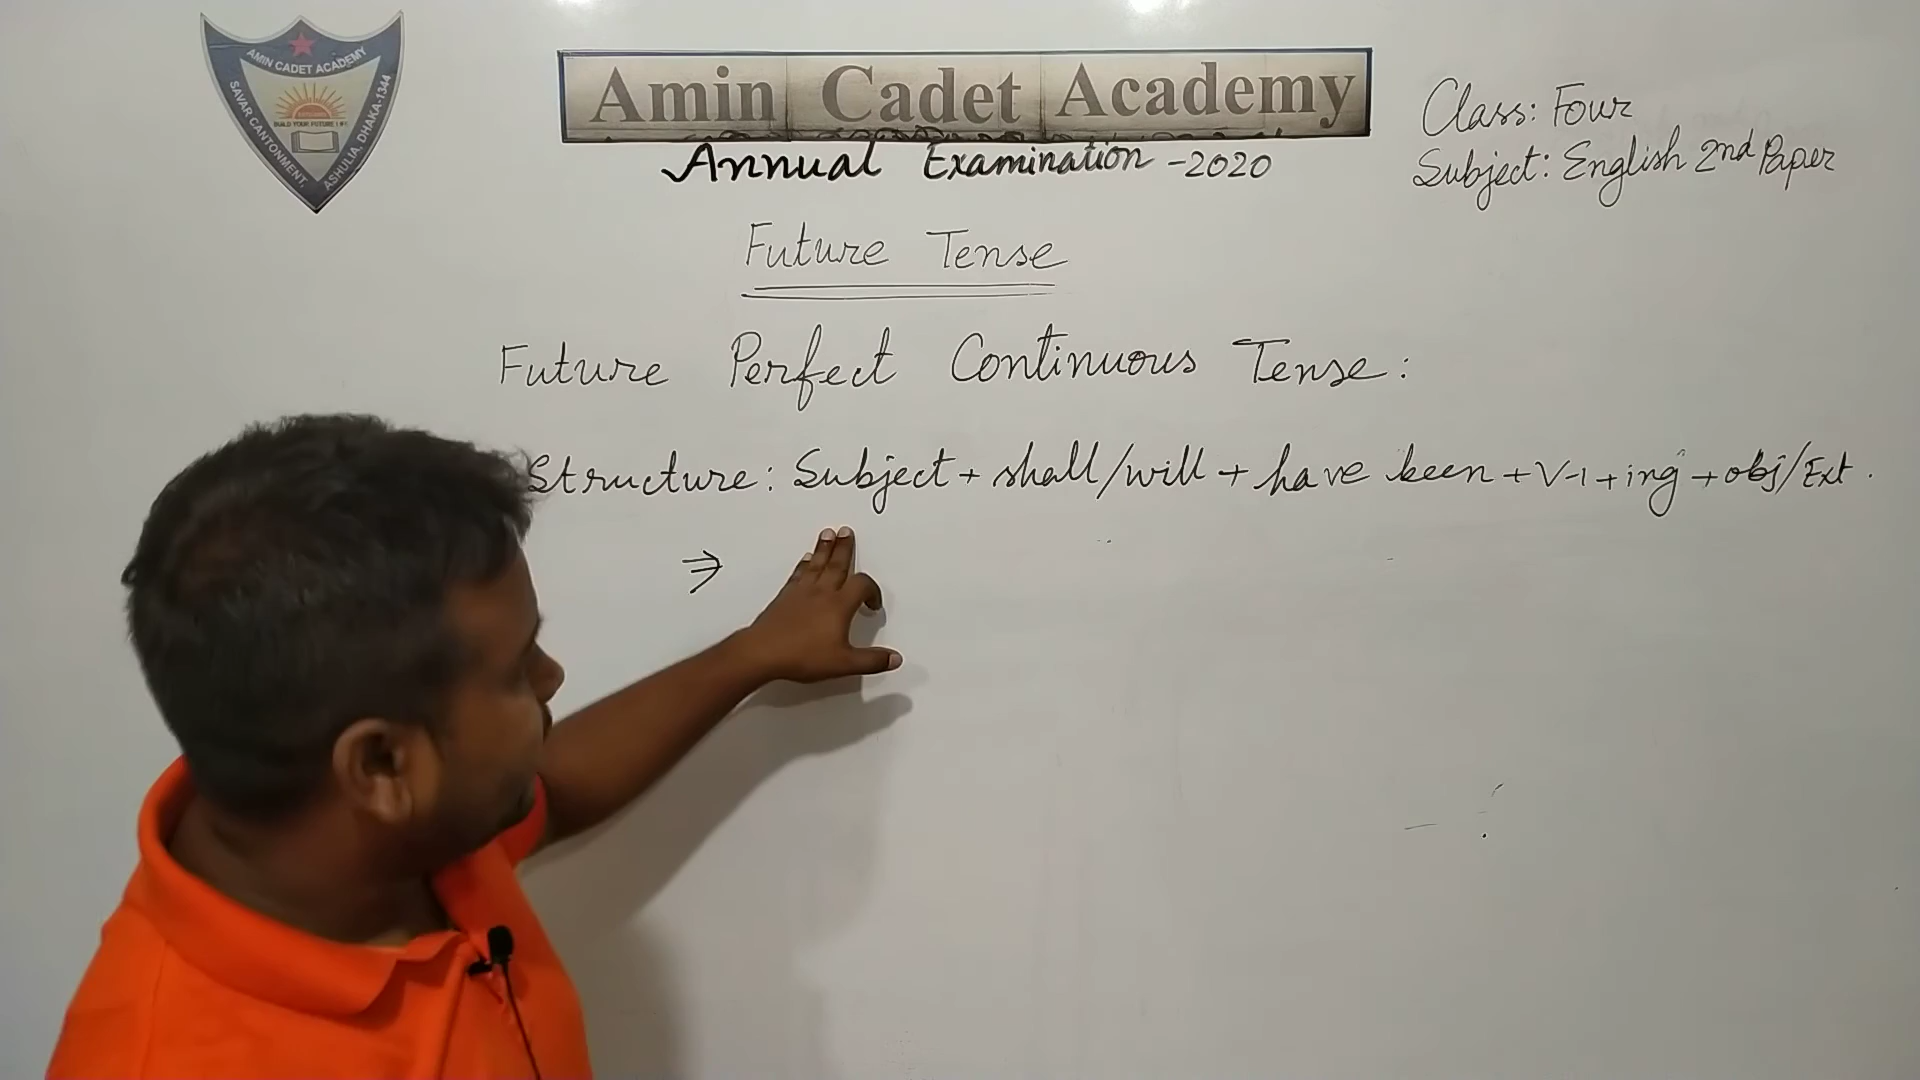 AMIN CADET ACADEMY
SAVAR CANTONMENT,
ASHULIA, DHAKA-1344
BUILD YOUR FUTURE
Amin Cadet Academy
Annual Examination -2020
Class: Four
Subject: English 2nd Paper
Future Tense
Future Perfect Continuous Tense:
Structure: Subject + shall/will + have been + V-1 + ing + obj/Ext.
⇒